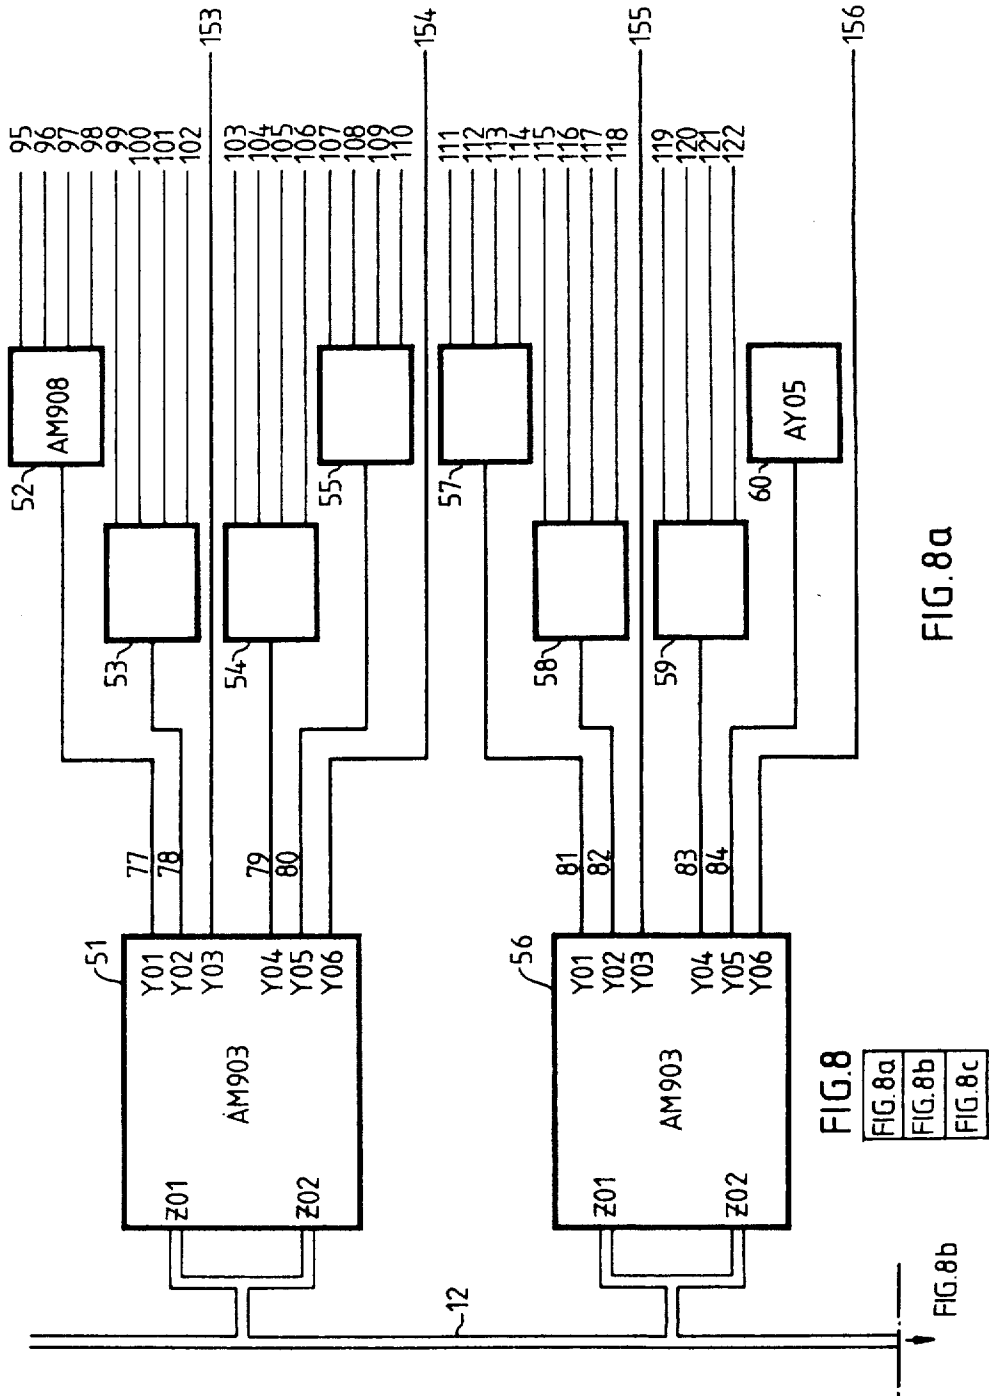 95
96
97
98
99
100
101
102
153
103
104
105
106
107
108
109
110
154
111
112
113
114
115
116
117
118
155
119
120
121
122
156
52
AM908
53
54
55
57
58
59
60
AY05
77
78
79
80
81
82
83
84
51
Y01
Y02
Y03
Y04
Y05
Y06
AM903
Z01
Z02
56
Y01
Y02
Y03
Y04
Y05
Y06
AM903
Z01
Z02
12
FIG.8b
FIG.8
FIG.8a
FIG.8b
FIG.8c
FIG.8a